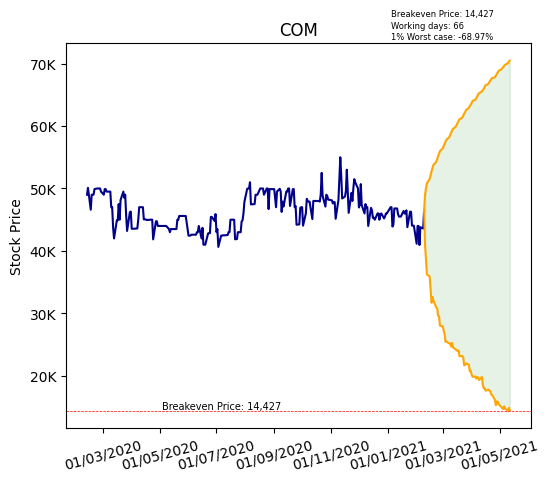 Breakeven Price: 14,427
Working days: 66
1% Worst case: -68.97%
COM
Stock Price
70K
60K
50K
40K
30K
20K
Breakeven Price: 14,427
01/03/2020
01/05/2020
01/07/2020
01/09/2020
01/11/2020
01/01/2021
01/03/2021
01/05/2021